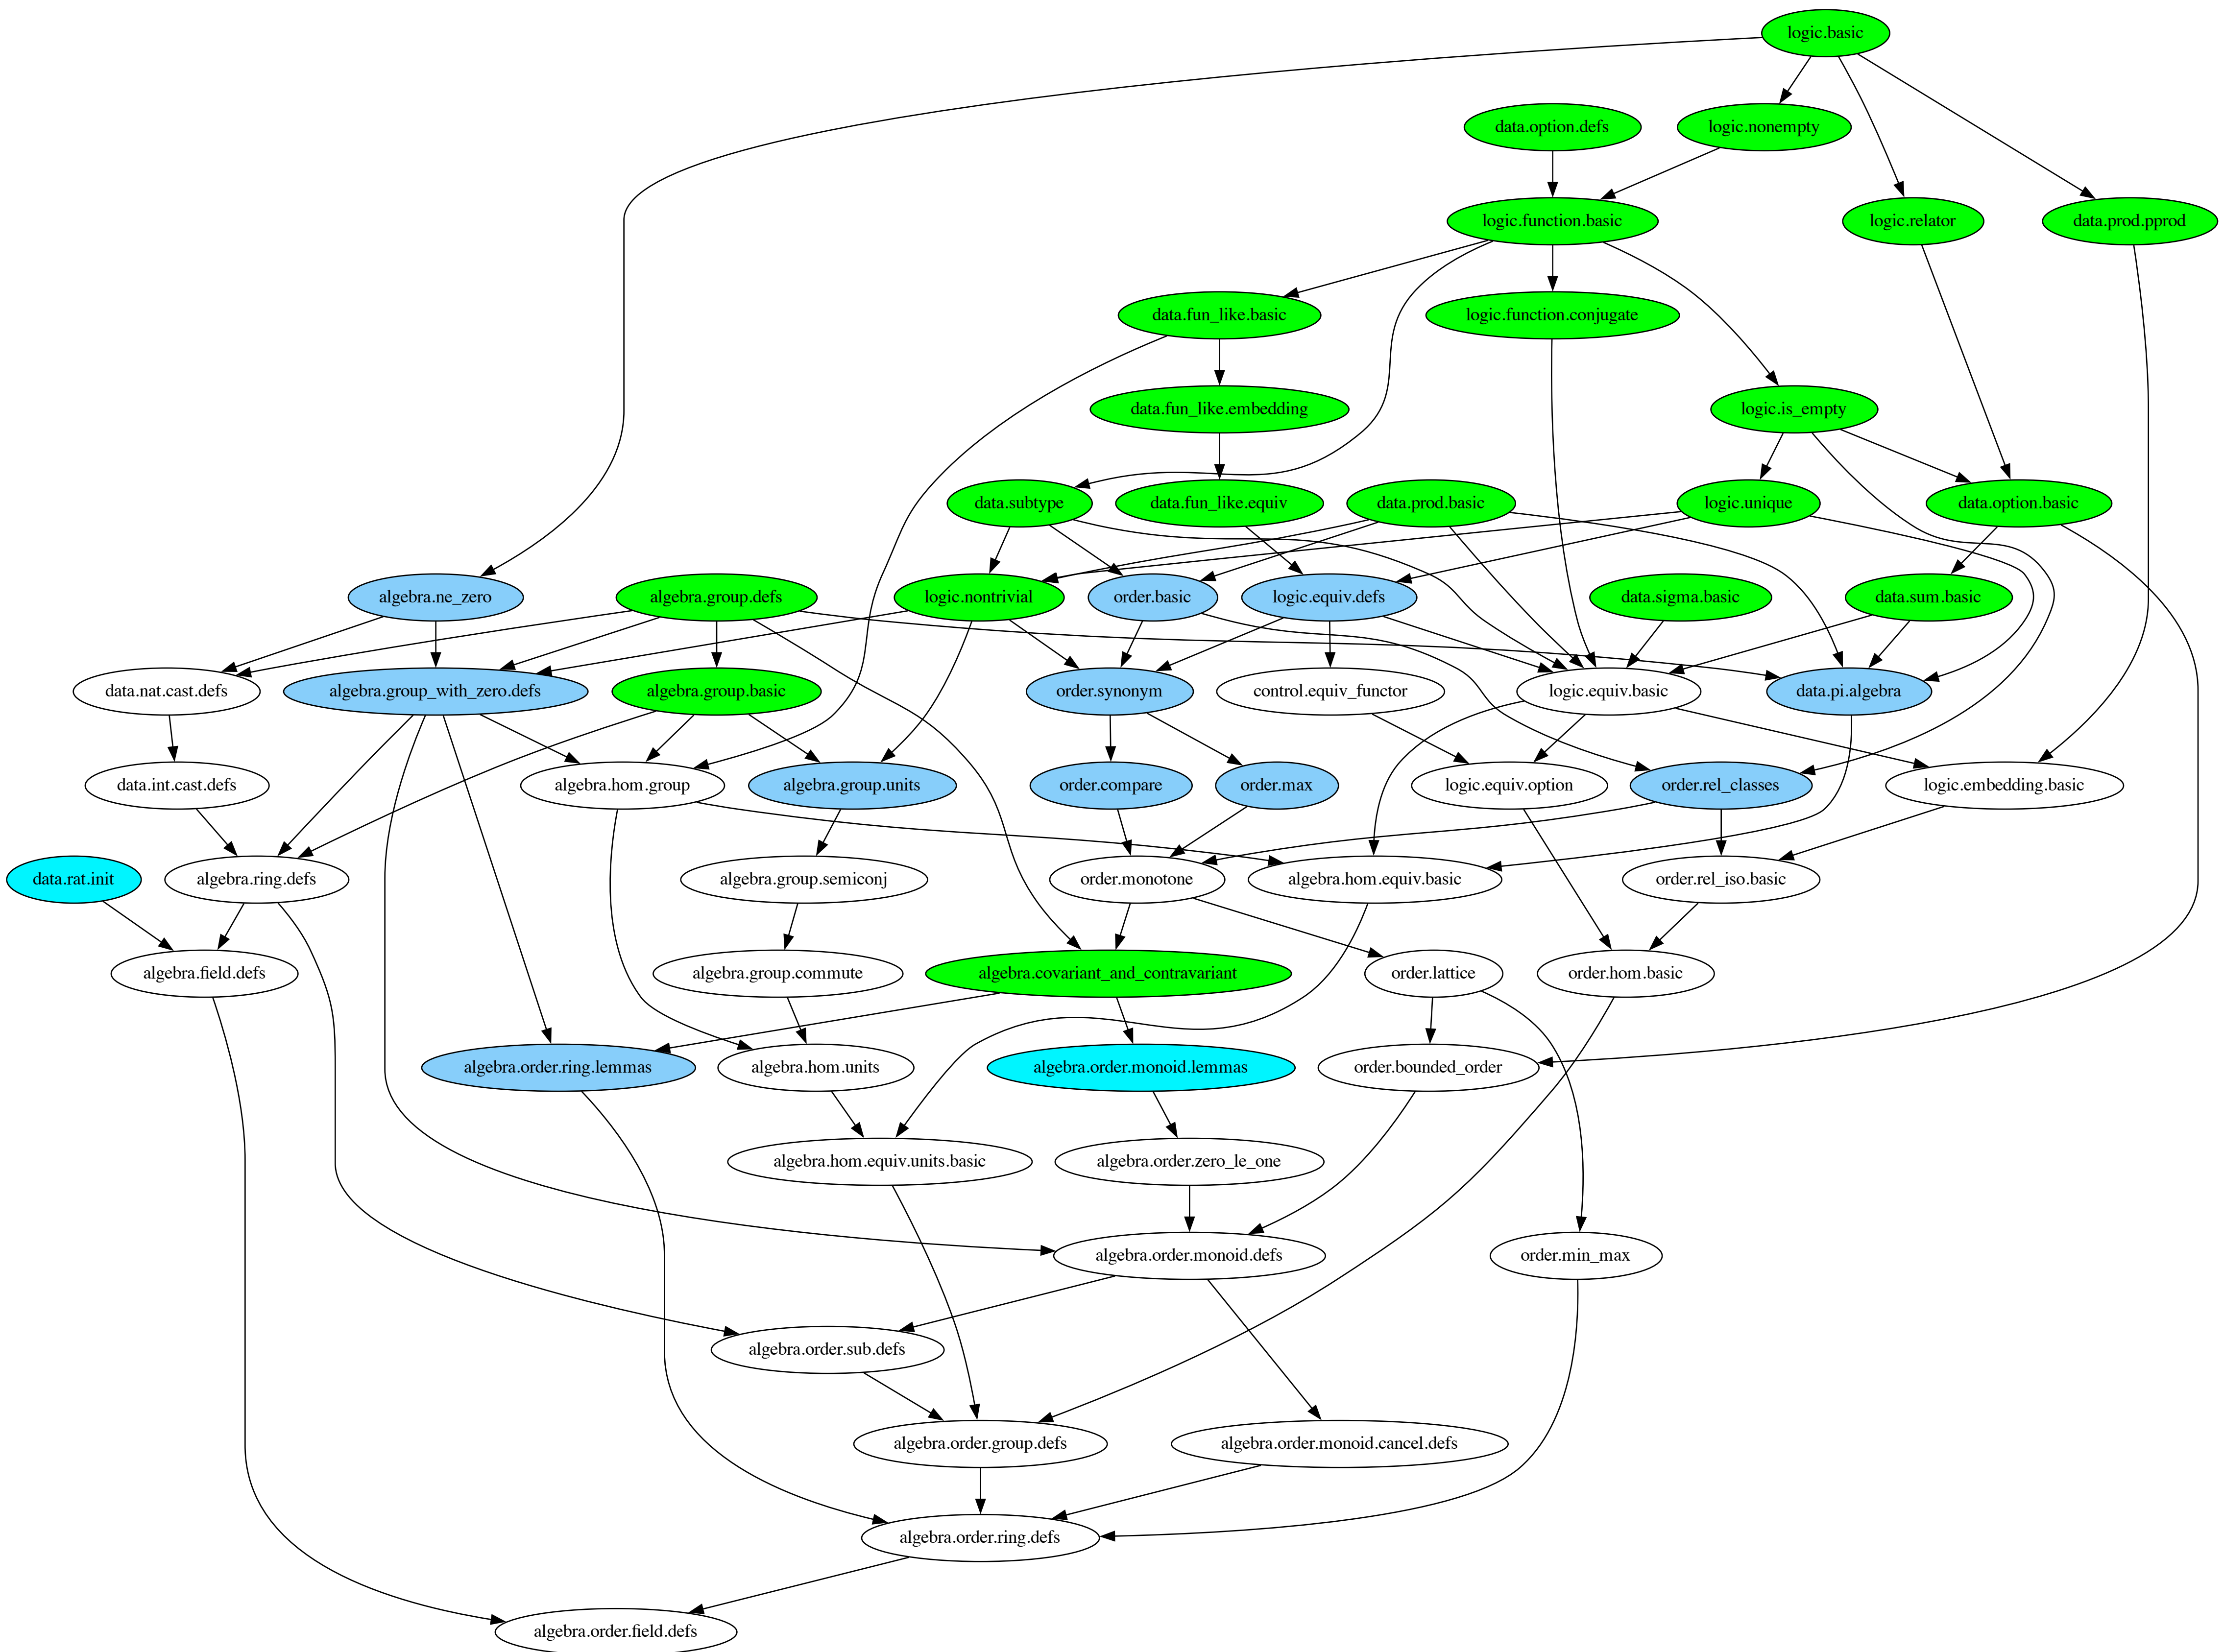 logic.basic
data.option.defs
logic.nonempty
logic.function.basic
logic.relator
data.prod.pprod
data.fun_like.basic
logic.function.conjugate
data.fun_like.embedding
logic.is_empty
data.subtype
data.fun_like.equiv
data.prod.basic
logic.unique
data.option.basic
algebra.ne_zero
algebra.group.defs
logic.nontrivial
order.basic
logic.equiv.defs
data.sigma.basic
data.sum.basic
data.nat.cast.defs
algebra.group_with_zero.defs
algebra.group.basic
order.synonym
control.equiv_functor
logic.equiv.basic
data.pi.algebra
data.int.cast.defs
algebra.hom.group
algebra.group.units
order.compare
order.max
logic.equiv.option
order.rel_classes
logic.embedding.basic
data.rat.init
algebra.ring.defs
algebra.group.semiconj
order.monotone
algebra.hom.equiv.basic
order.rel_iso.basic
algebra.field.defs
algebra.group.commute
algebra.covariant_and_contravariant
order.lattice
order.hom.basic
algebra.order.ring.lemmas
algebra.hom.units
algebra.order.monoid.lemmas
order.bounded_order
algebra.hom.equiv.units.basic
algebra.order.zero_le_one
algebra.order.monoid.defs
order.min_max
algebra.order.sub.defs
algebra.order.group.defs
algebra.order.monoid.cancel.defs
algebra.order.ring.defs
algebra.order.field.defs